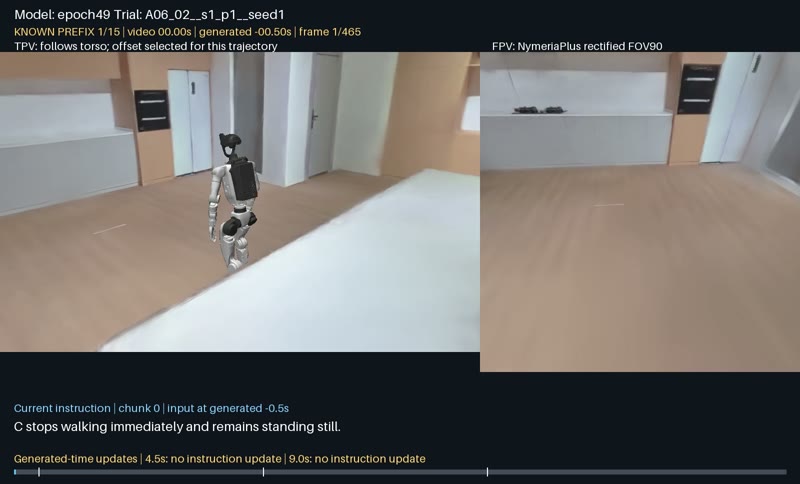 Model: epoch49 Trial: A06_02__s1_p1__seed1
KNOWN PREFIX 1/15 | video 00.00s | generated -00.50s | frame 1/465
TPV: follows torso; offset selected for this trajectory
FPV: NymeriaPlus rectified FOV90
Current instruction | chunk 0 | input at generated -0.5s
C stops walking immediately and remains standing still.
Generated-time updates | 4.5s: no instruction update | 9.0s: no instruction update